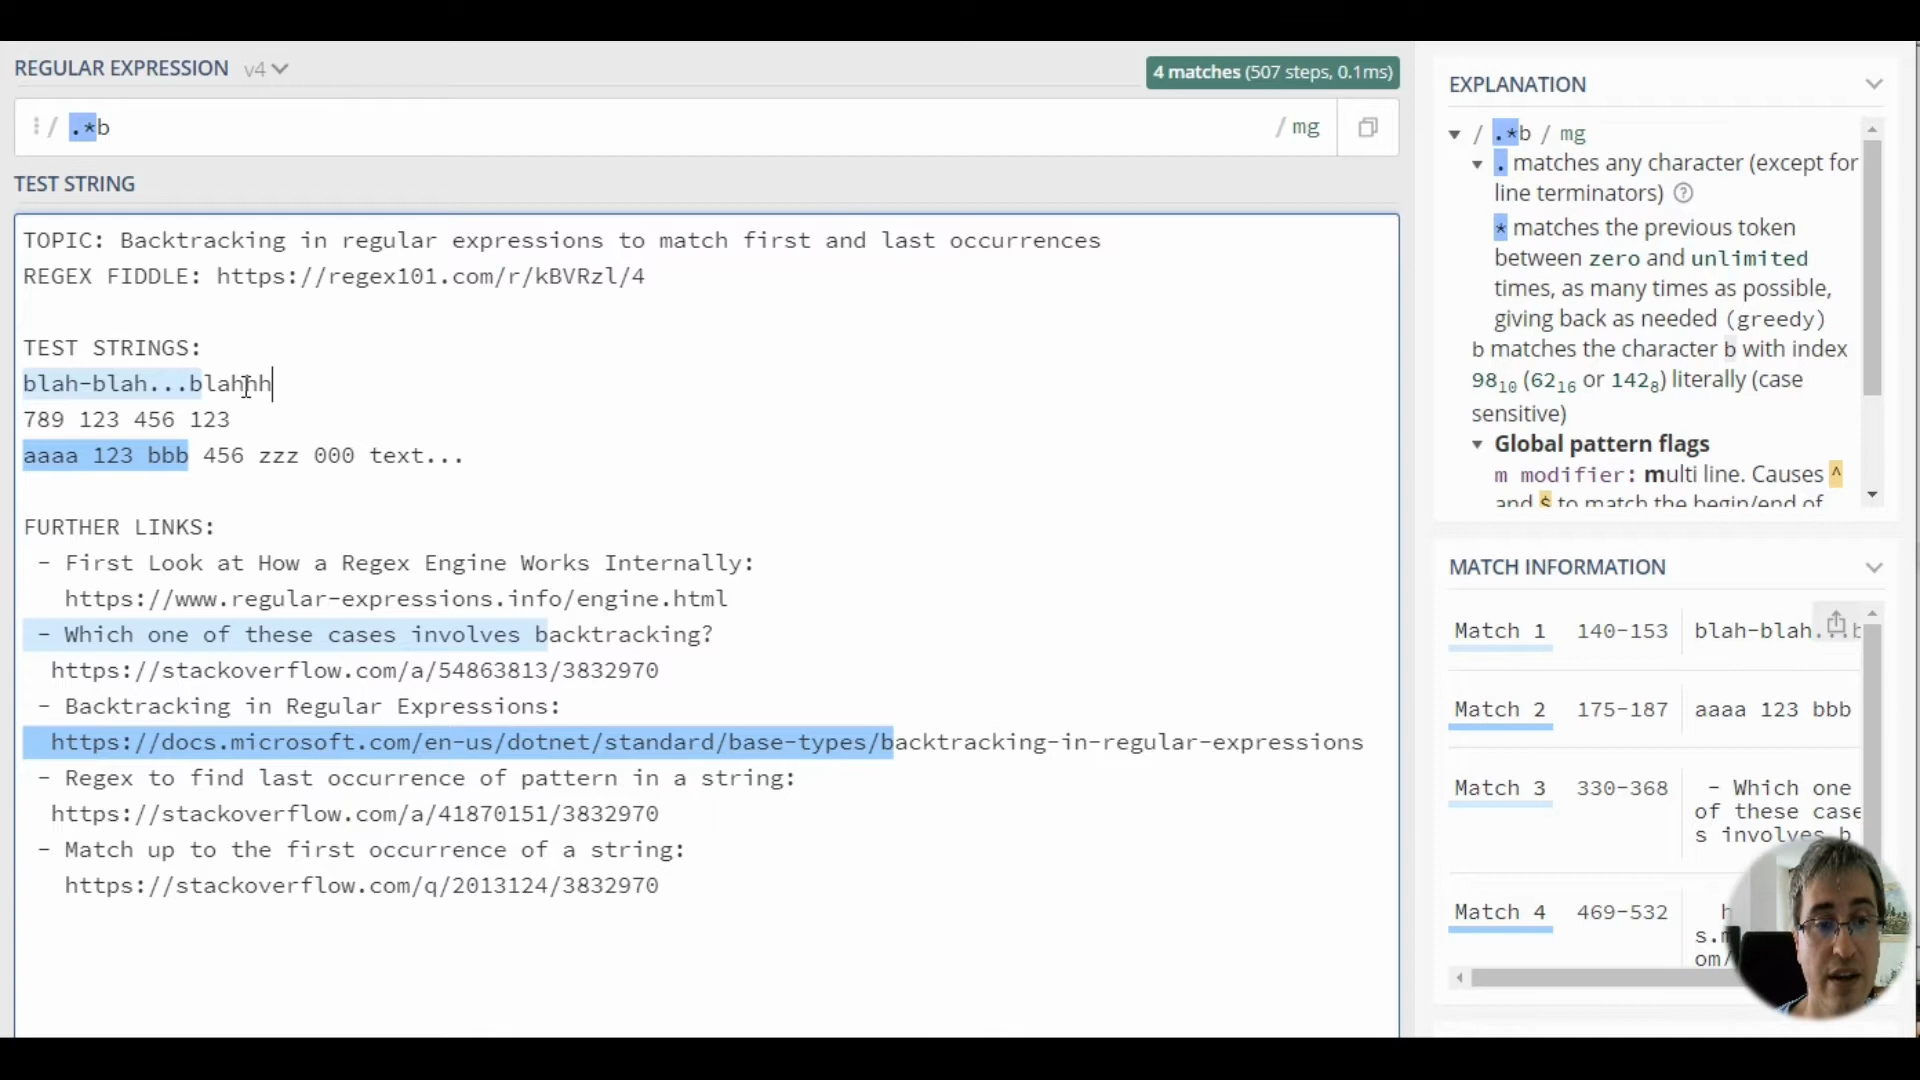 REGULAR EXPRESSION v4
4 matches (507 steps, 0.1ms)
/ .*b / mg
TEST STRING
TOPIC: Backtracking in regular expressions to match first and last occurrences
REGEX FIDDLE: https://regex101.com/r/kBVRzl/4
TEST STRINGS:
blah-blah...blahhh
789 123 456 123
aaaa 123 bbb 456 zzz 000 text...
FURTHER LINKS:
- First Look at How a Regex Engine Works Internally:
https://www.regular-expressions.info/engine.html
- Which one of these cases involves backtracking?
https://stackoverflow.com/a/54863813/3832970
- Backtracking in Regular Expressions:
https://docs.microsoft.com/en-us/dotnet/standard/base-types/backtracking-in-regular-expressions
- Regex to find last occurrence of pattern in a string:
https://stackoverflow.com/a/41870151/3832970
- Match up to the first occurrence of a string:
https://stackoverflow.com/q/2013124/3832970
EXPLANATION
/ .*b / mg
. matches any character (except for
line terminators)
* matches the previous token
between zero and unlimited
times, as many times as possible,
giving back as needed (greedy)
b matches the character b with index
98₁₀ (62₁₆ or 142₈) literally (case
sensitive)
Global pattern flags
m modifier: multi line. Causes ^
and $ to match the begin/end of
MATCH INFORMATION
Match 1 140-153 blah-blah...b
Match 2 175-187 aaaa 123 bbb
Match 3 330-368 - Which one
of these case
s involves b
Match 4 469-532 h
s.m
om/